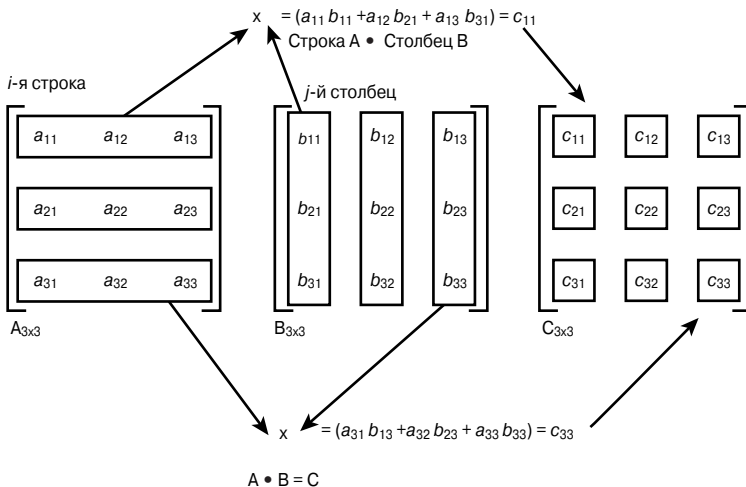 x = (a₁₁ b₁₁ + a₁₂ b₂₁ + a₁₃ b₃₁) = c₁₁
Строка A • Столбец B
i-я строка
j-й столбец
a₁₁ a₁₂ a₁₃ b₁₁ b₁₂ b₁₃ c₁₁ c₁₂ c₁₃
a₂₁ a₂₂ a₂₃ b₂₁ b₂₂ b₂₃ c₂₁ c₂₂ c₂₃
a₃₁ a₃₂ a₃₃ b₃₁ b₃₂ b₃₃ c₃₁ c₃₂ c₃₃
A₃ₓ₃ B₃ₓ₃ C₃ₓ₃
x = (a₃₁ b₁₃ + a₃₂ b₂₃ + a₃₃ b₃₃) = c₃₃
A • B = C